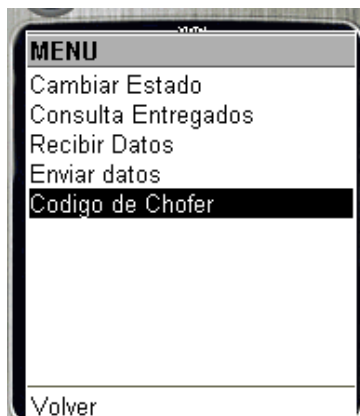 MENU
Cambiar Estado
Consulta Entregados
Recibir Datos
Enviar datos
Codigo de Chofer
Volver